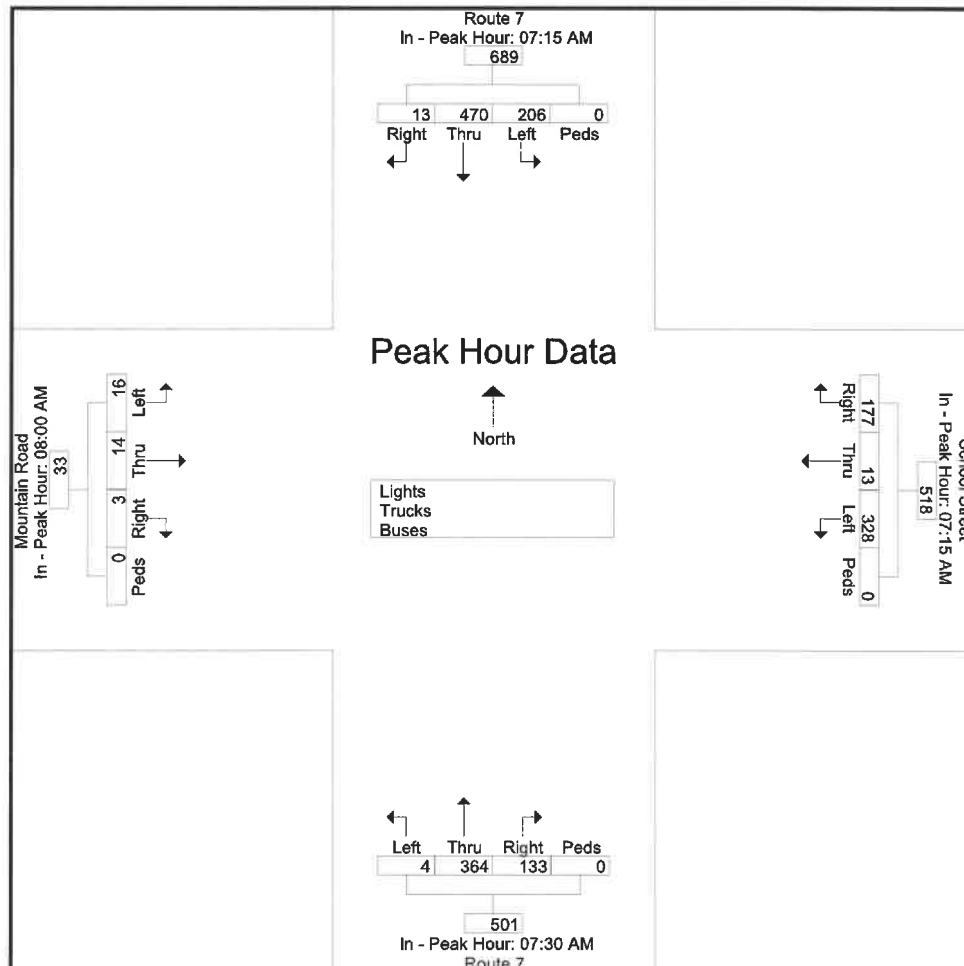 Route 7
In - Peak Hour: 07:15 AM
689
13 470 206 0
Right Thru Left Peds
Peak Hour Data
North
Lights
Trucks
Buses
Mountain Road
In - Peak Hour: 08:00 AM
33
16 14 3 0
Left Thru Right Peds
In - Peak Hour: 07:15 AM
518
177 13 328 0
Right Thru Left Peds
Left Thru Right Peds
4 364 133 0
501
In - Peak Hour: 07:30 AM
Route 7